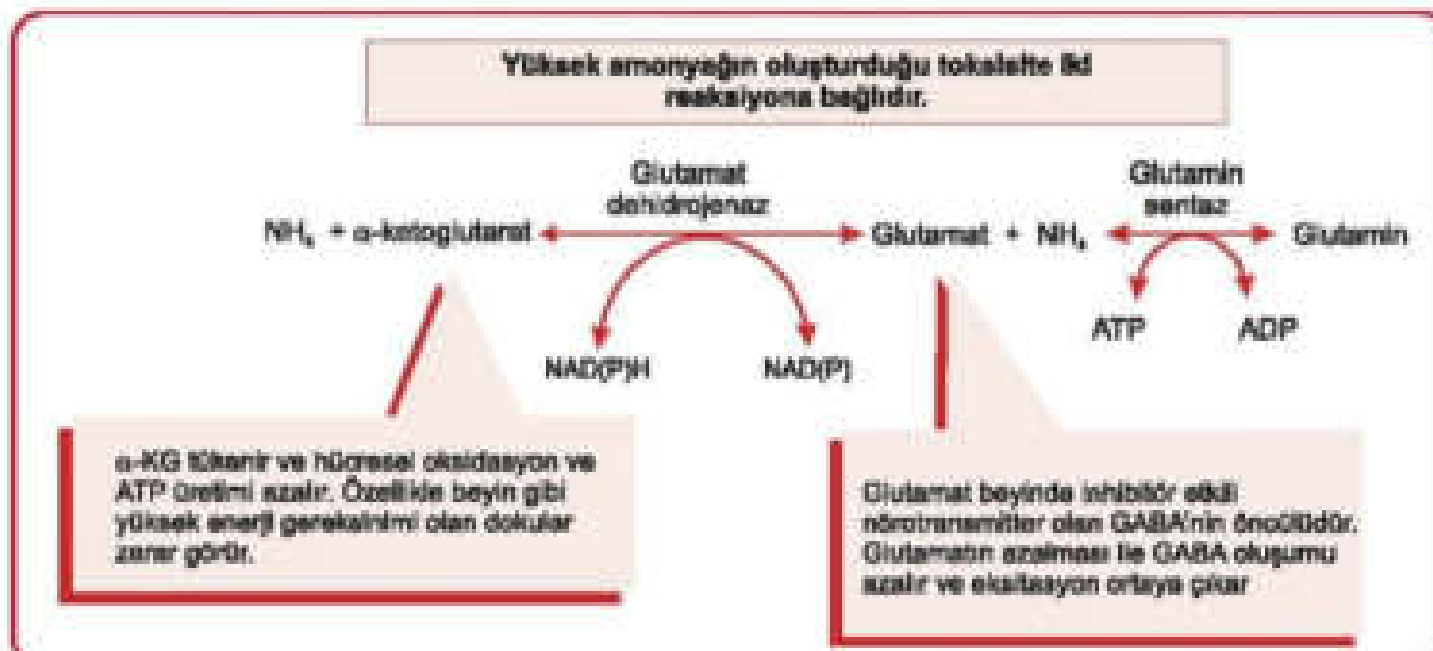 Yüksek amonyağın oluşturduğu toksisite iki
reaksiyona bağlıdır.
Glutamat
dehidrojenaz
Glutamin
sentaz
NH₄ + α-ketoglutarat
Glutamat + NH₄
Glutamin
NAD(P)H
NAD(P)
ATP
ADP
α-KG tükenir ve hücresel oksidasyon ve
ATP üretimi azalır. Özellikle beyin gibi
yüksek enerji gereksinimi olan dokular
zarar görür.
Glutamat beyinde inhibitör etkili
nörotransmitter olan GABA'nin öncülüdür.
Glutamatın azalması ile GABA oluşumu
azalır ve eksitasyon ortaya çıkar